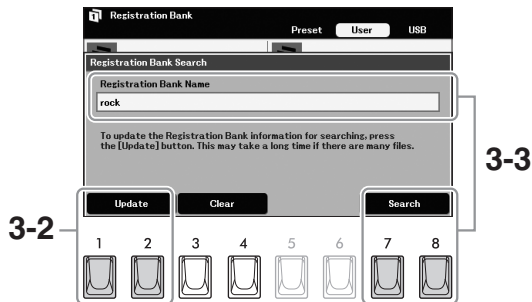 1 Registration Bank
Preset User USB
Registration Bank Search
Registration Bank Name
rock
To update the Registration Bank information for searching, press
the [Update] button. This may take a long time if there are many files.
3-3
Update Clear Search
3-2
1 2 3 4 5 6 7 8